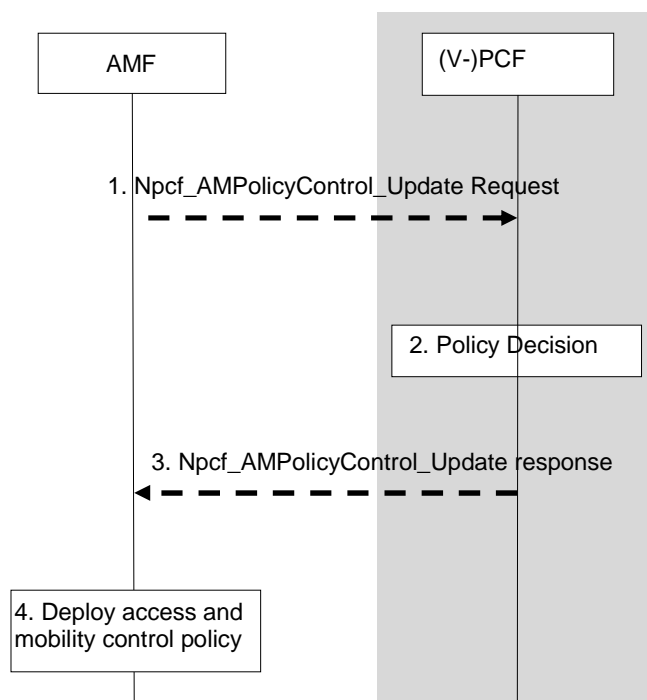 AMF
(V-)PCF
1. Npcf_AMPolicyControl_Update Request
2. Policy Decision
3. Npcf_AMPolicyControl_Update response
4. Deploy access and
mobility control policy